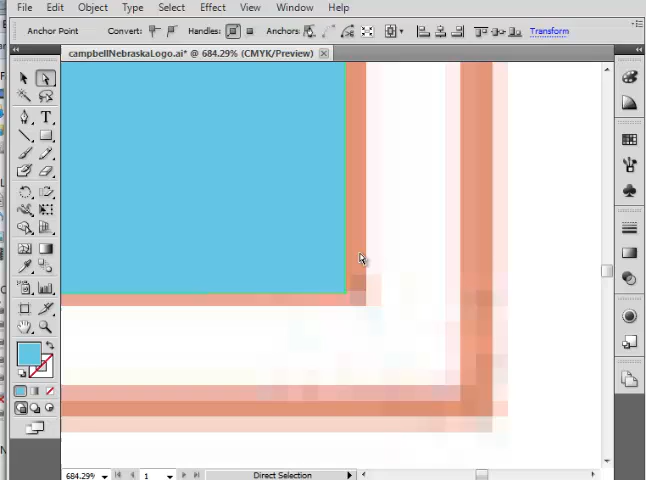 File Edit Object Type Select Effect View Window Help
Anchor Point Convert: Handles: Anchors: Transform
campbellNebraskaLogo.ai* @ 684.29% (CMYK/Preview)
T
684.29% 1 Direct Selection